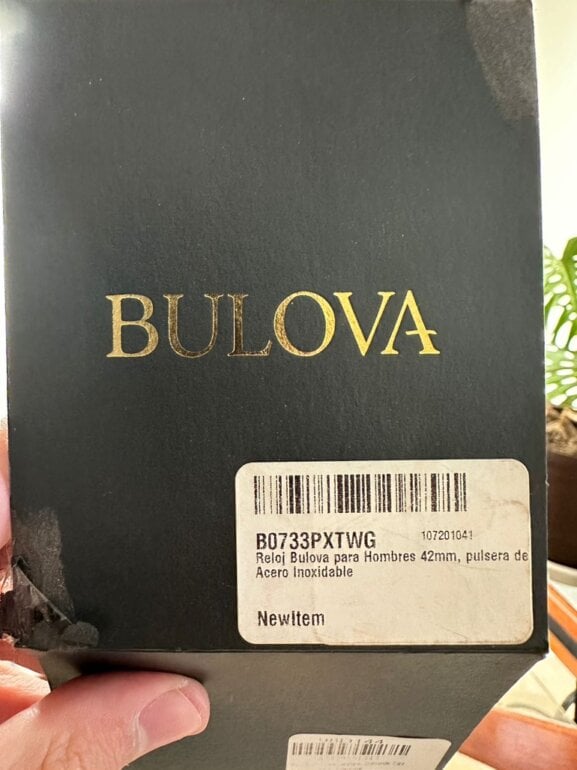 BULOVA
B0733PXTWG 107201041
Reloj Bulova para Hombres 42mm, pulsera de
Acero Inoxidable
NewItem